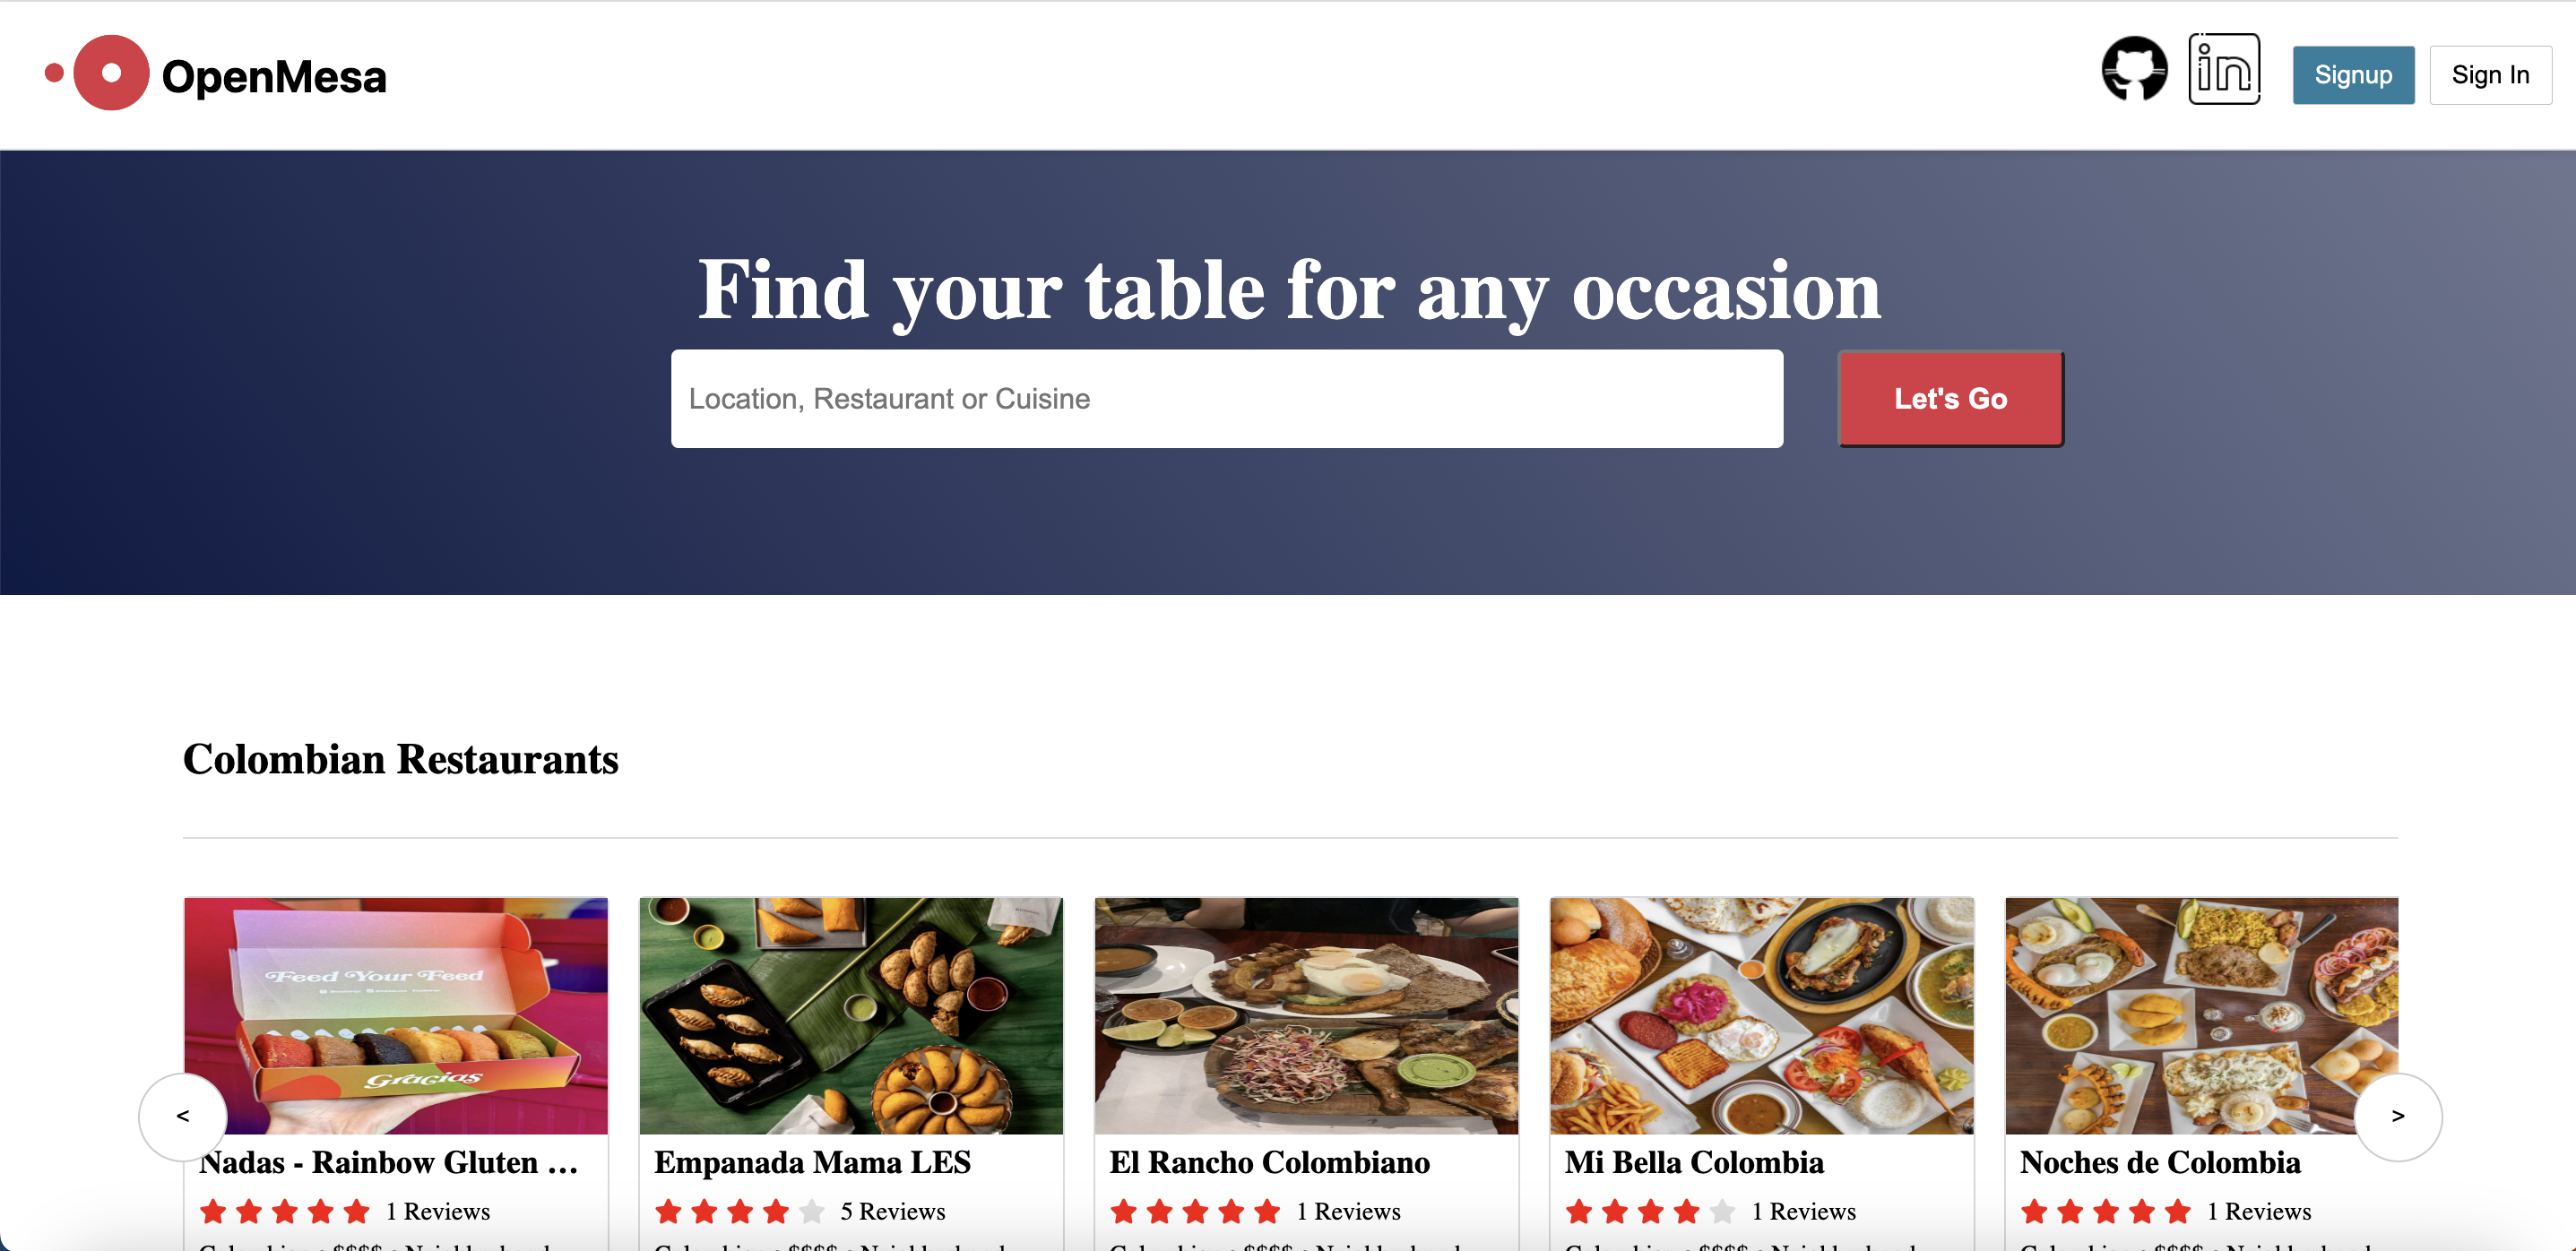 OpenMesa
in
Signup
Sign In
Find your table for any occasion
Location, Restaurant or Cuisine
Let's Go
Colombian Restaurants
Feed Your Feed
Gracias
<
>
Nadas - Rainbow Gluten ...
Empanada Mama LES
El Rancho Colombiano
Mi Bella Colombia
Noches de Colombia
1 Reviews
5 Reviews
1 Reviews
1 Reviews
1 Reviews